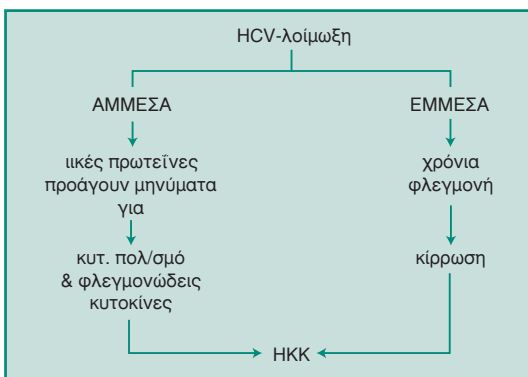 HCV-λοίμωξη
ΑΜΜΕΣΑ
ΕΜΜΕΣΑ
ιικές πρωτεΐνες
προάγουν μηνύματα
για
χρόνια
φλεγμονή
κυτ. πολ/σμό
& φλεγμονώδεις
κυτοκίνες
κίρρωση
ΗΚΚ